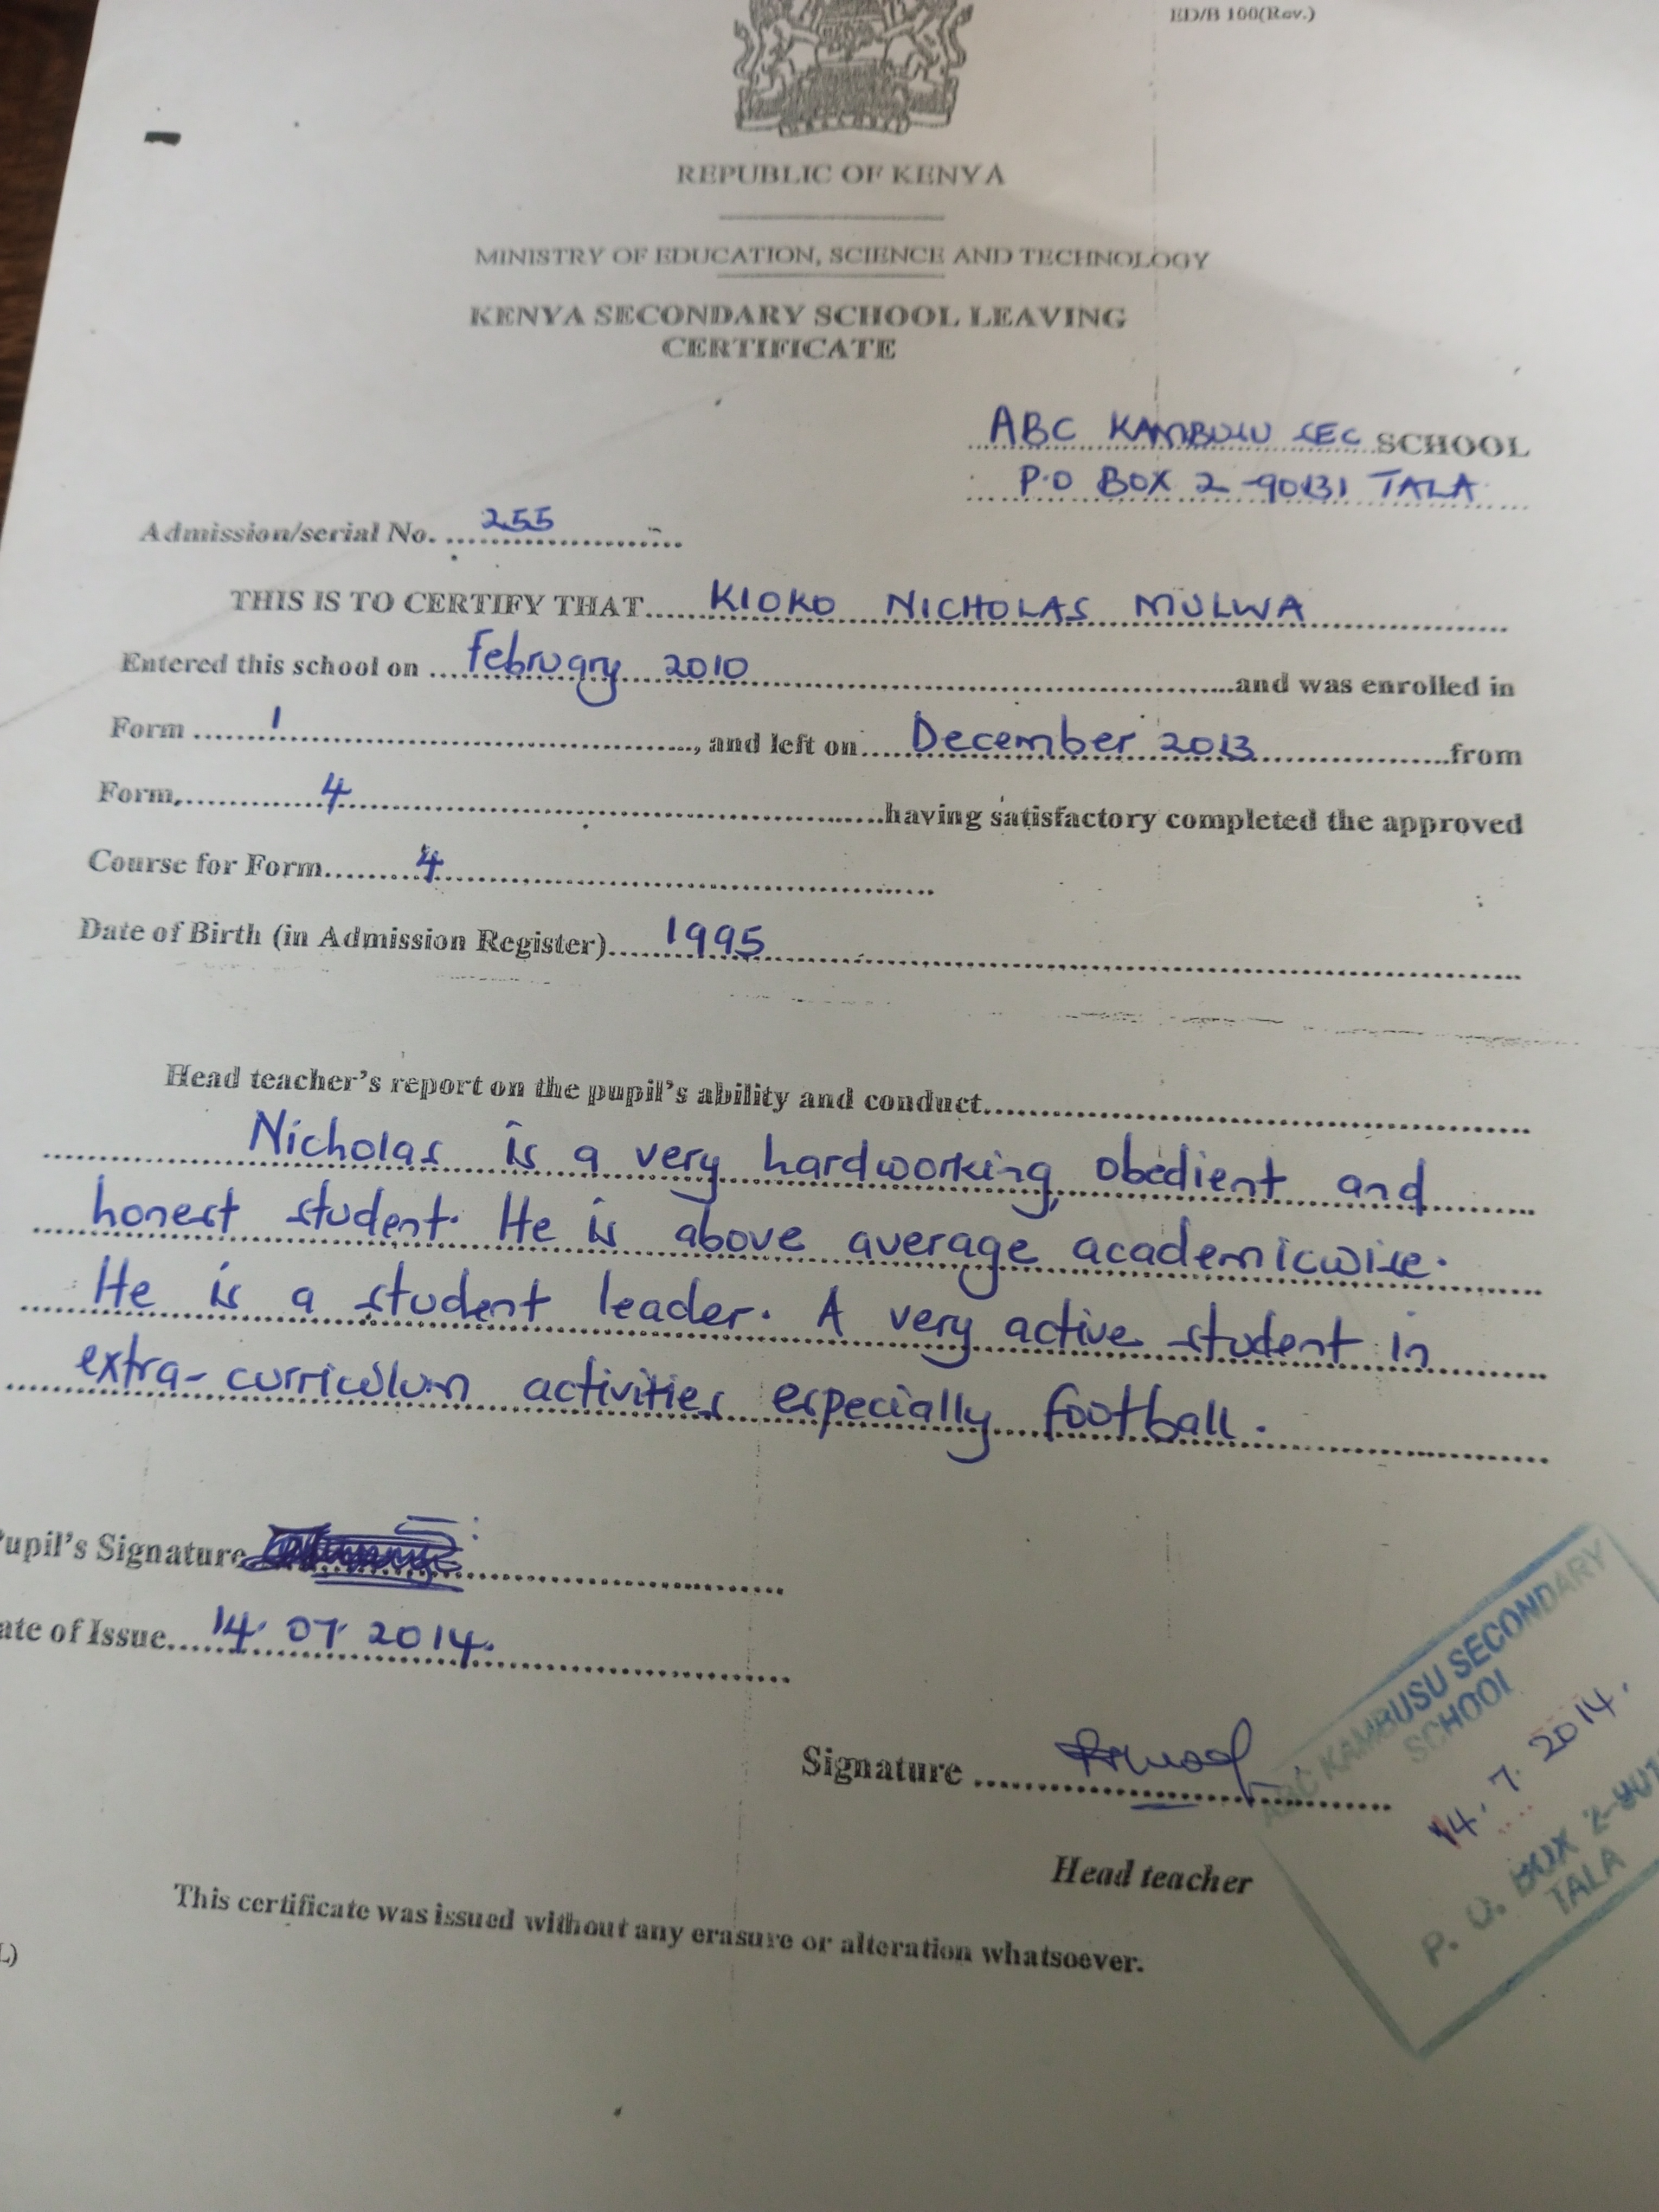 ED/B 100(Rev.)
REPUBLIC OF KENYA
MINISTRY OF EDUCATION, SCIENCE AND TECHNOLOGY
KENYA SECONDARY SCHOOL LEAVING
CERTIFICATE
ABC KAMBUSU SEC SCHOOL
P.O BOX 2-90131 TALA
Admission/serial No. 255
THIS IS TO CERTIFY THAT KIOKO NICHOLAS MULWA
Entered this school on February 2010 and was enrolled in
Form 1, and left on December 2013 from
Form, 4 having satisfactory completed the approved
Course for Form 4
Date of Birth (in Admission Register) 1995
Head teacher's report on the pupil's ability and conduct
Nicholas is a very hardworking, obedient and
honest student. He is above average academicwise.
He is a student leader. A very active student in
extra-curriculum activities especially football.
Pupil's Signature
ate of Issue 14.07.2014.
Signature
Head teacher
ABC KAMBUSU SECONDARY
SCHOOL
14.7.2014.
P. O. BOX 2-901
TALA
This certificate was issued without any erasure or alteration whatsoever.
L)